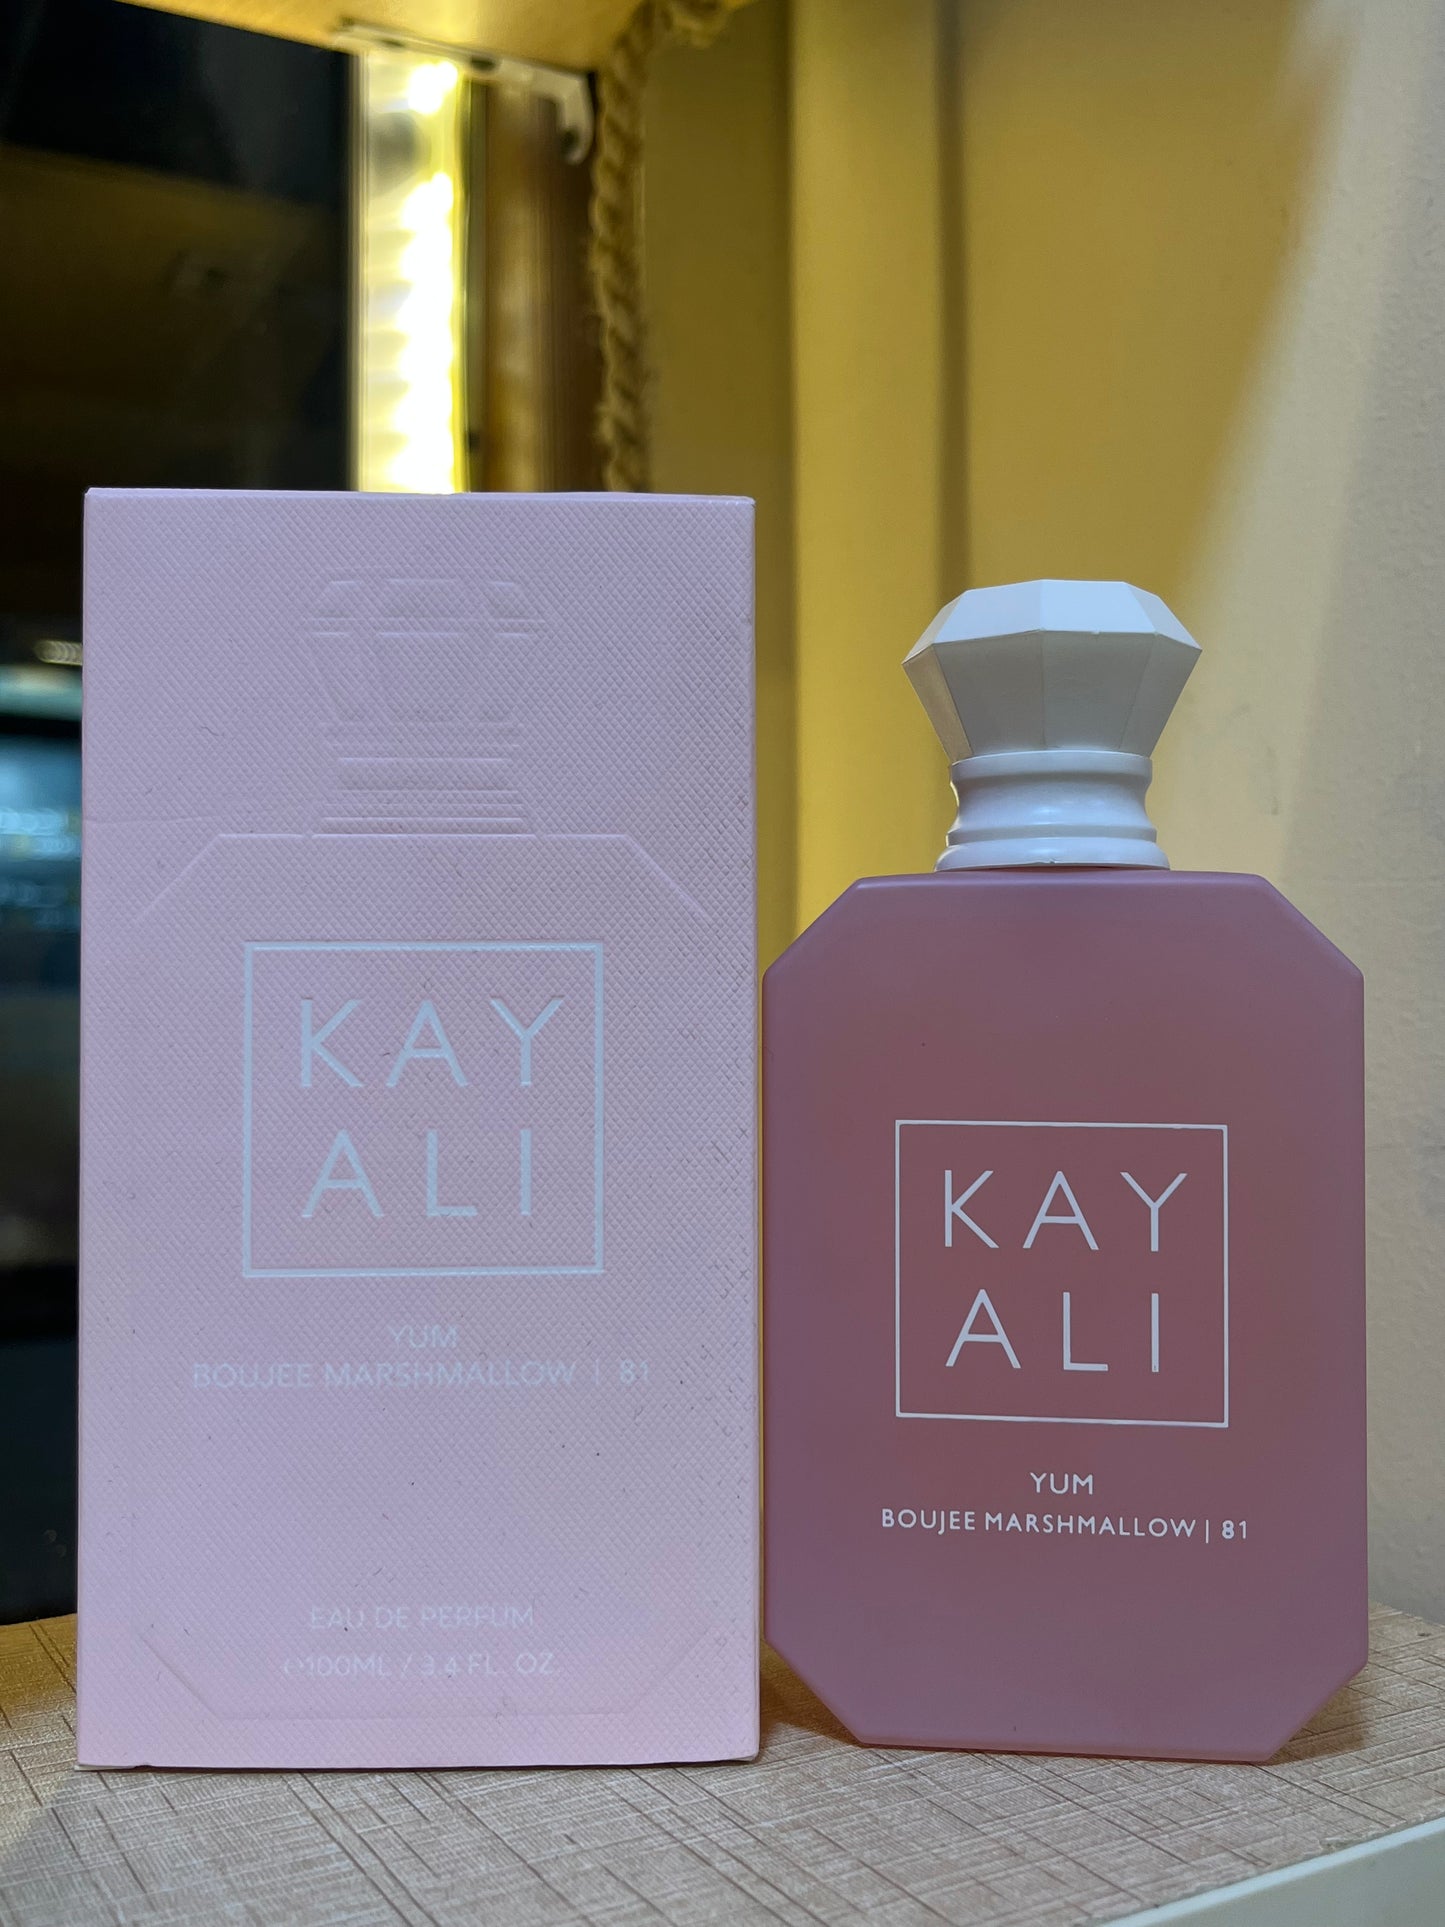 KAY
ALI
YUM
BOUJEE MARSHMALLOW | 81
EAU DE PERFUM
e100ML / 3.4 FL. OZ.
KAY
ALI
YUM
BOUJEE MARSHMALLOW | 81